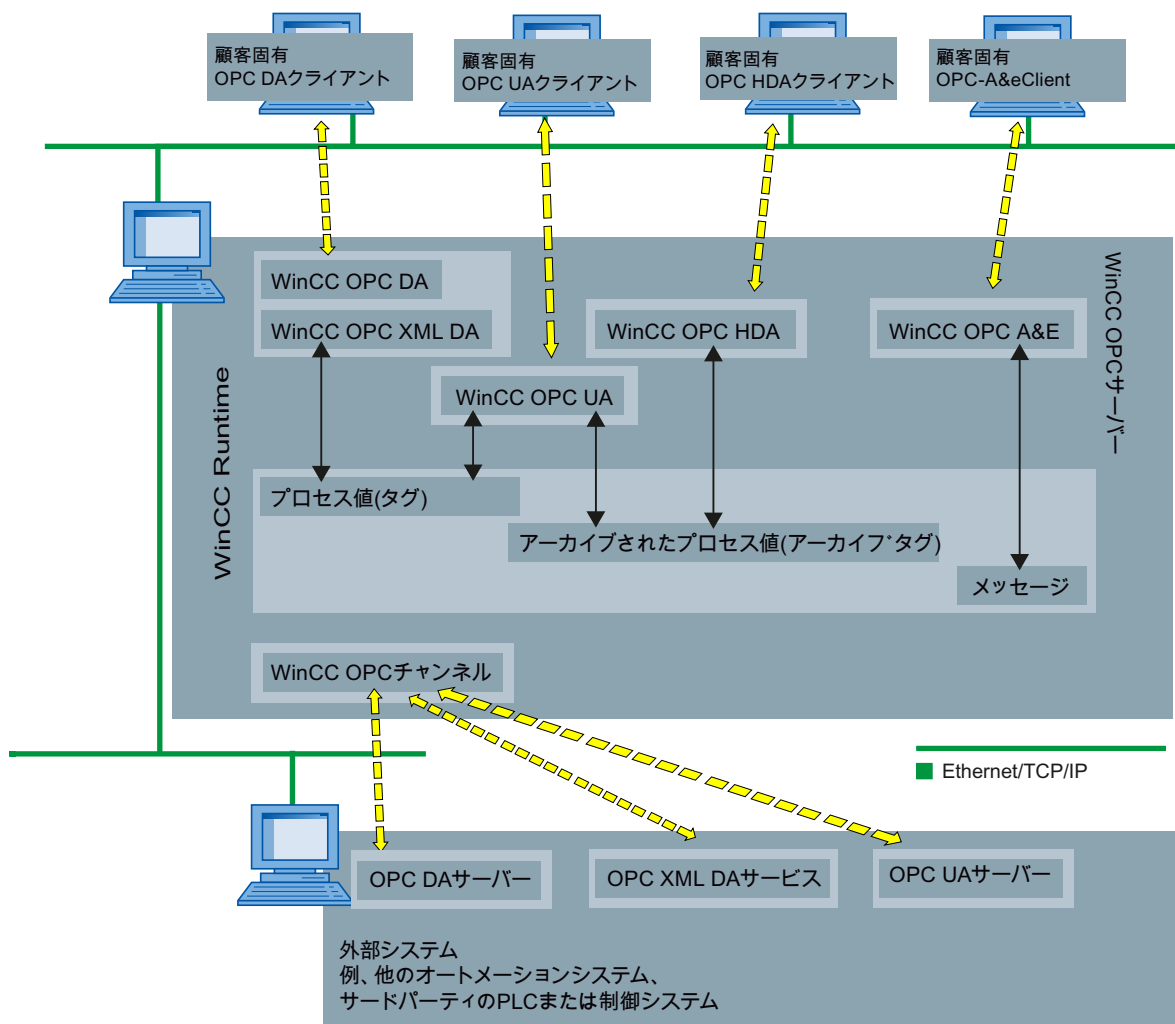 顧客固有
OPC DAクライアント
顧客固有
OPC UAクライアント
顧客固有
OPC HDAクライアント
顧客固有
OPC-A&eClient
WinCC OPC DA
WinCC OPC XML DA
WinCC OPC HDA
WinCC OPC A&E
WinCC OPCサーバー
WinCC OPC UA
WinCC Runtime
プロセス値(タグ)
アーカイブされたプロセス値(アーカイフ゛タグ)
メッセージ
WinCC OPCチャンネル
Ethernet/TCP/IP
OPC DAサーバー
OPC XML DAサービス
OPC UAサーバー
外部システム
例、他のオートメーションシステム、
サードパーティのPLCまたは制御システム